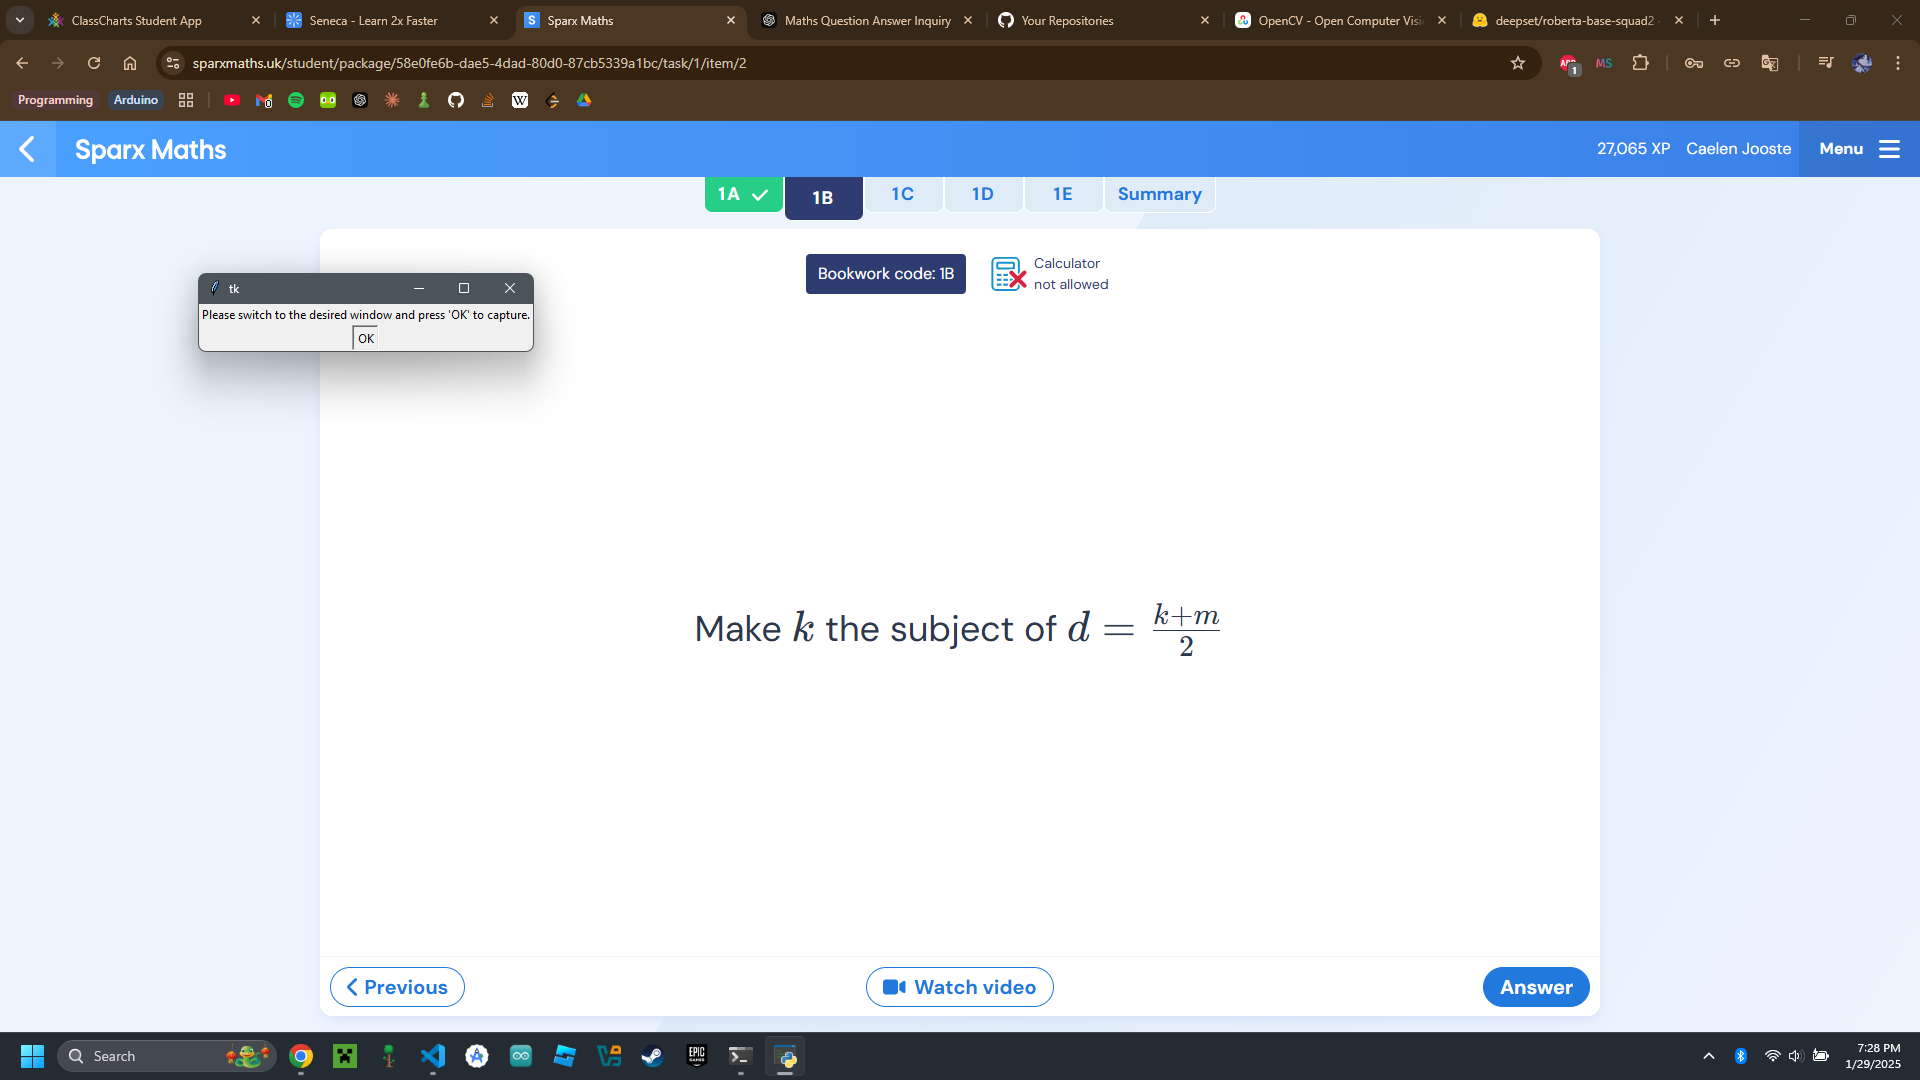 ClassCharts Student App
Seneca - Learn 2x Faster
Sparx Maths
Maths Question Answer Inquiry
Your Repositories
OpenCV - Open Computer Visi
deepset/roberta-base-squad2 -
sparxmaths.uk/student/package/58e0fe6b-dae5-4dad-80d0-87cb5339a1bc/task/1/item/2
1
MS
Programming
Arduino
Sparx Maths
27,065 XP
Caelen Jooste
Menu
1A
1B
1C
1D
1E
Summary
Bookwork code: 1B
Calculator
not allowed
tk
Please switch to the desired window and press 'OK' to capture.
OK
Make k the subject of d = (k+m)/2
Previous
Watch video
Answer
Search
7:28 PM
1/29/2025